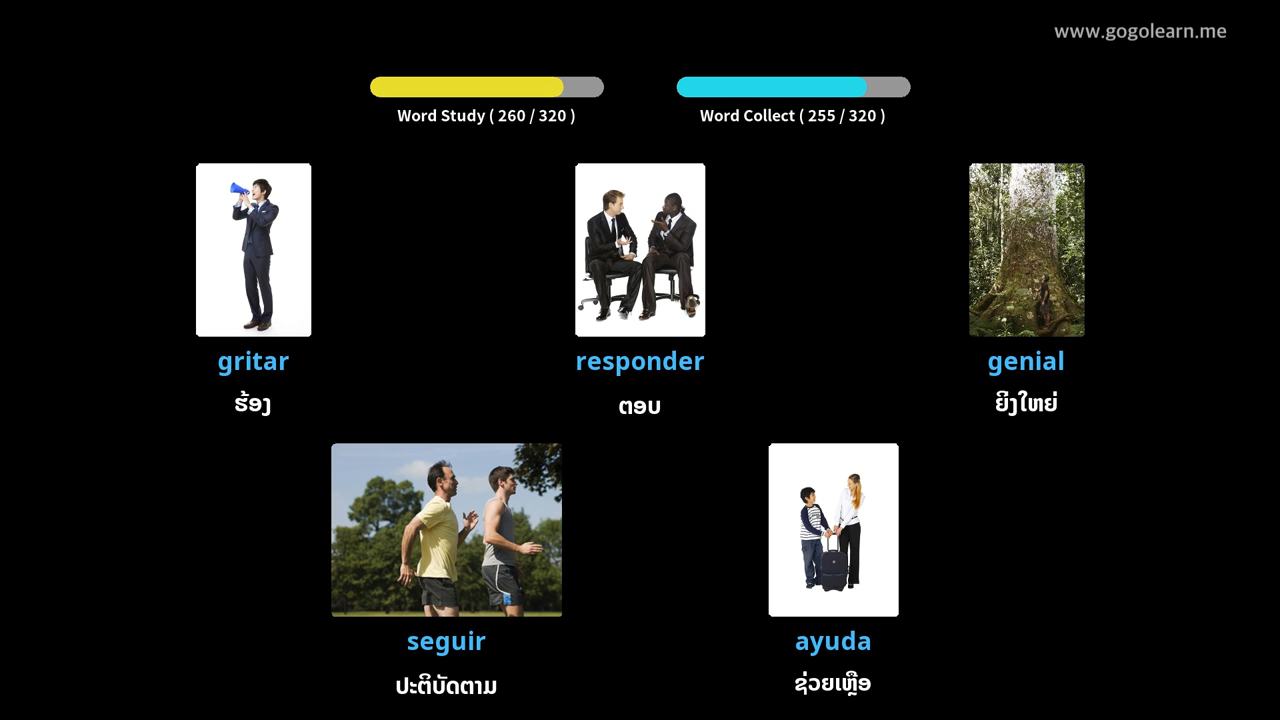 www.gogolearn.me
Word Study ( 260 / 320 )
Word Collect ( 255 / 320 )
gritar
ຮ້ອງ
responder
ຕອບ
genial
ຍິ່ງໃຫຍ່
seguir
ປະຕິບັດຕາມ
ayuda
ຊ່ວຍເຫຼືອ